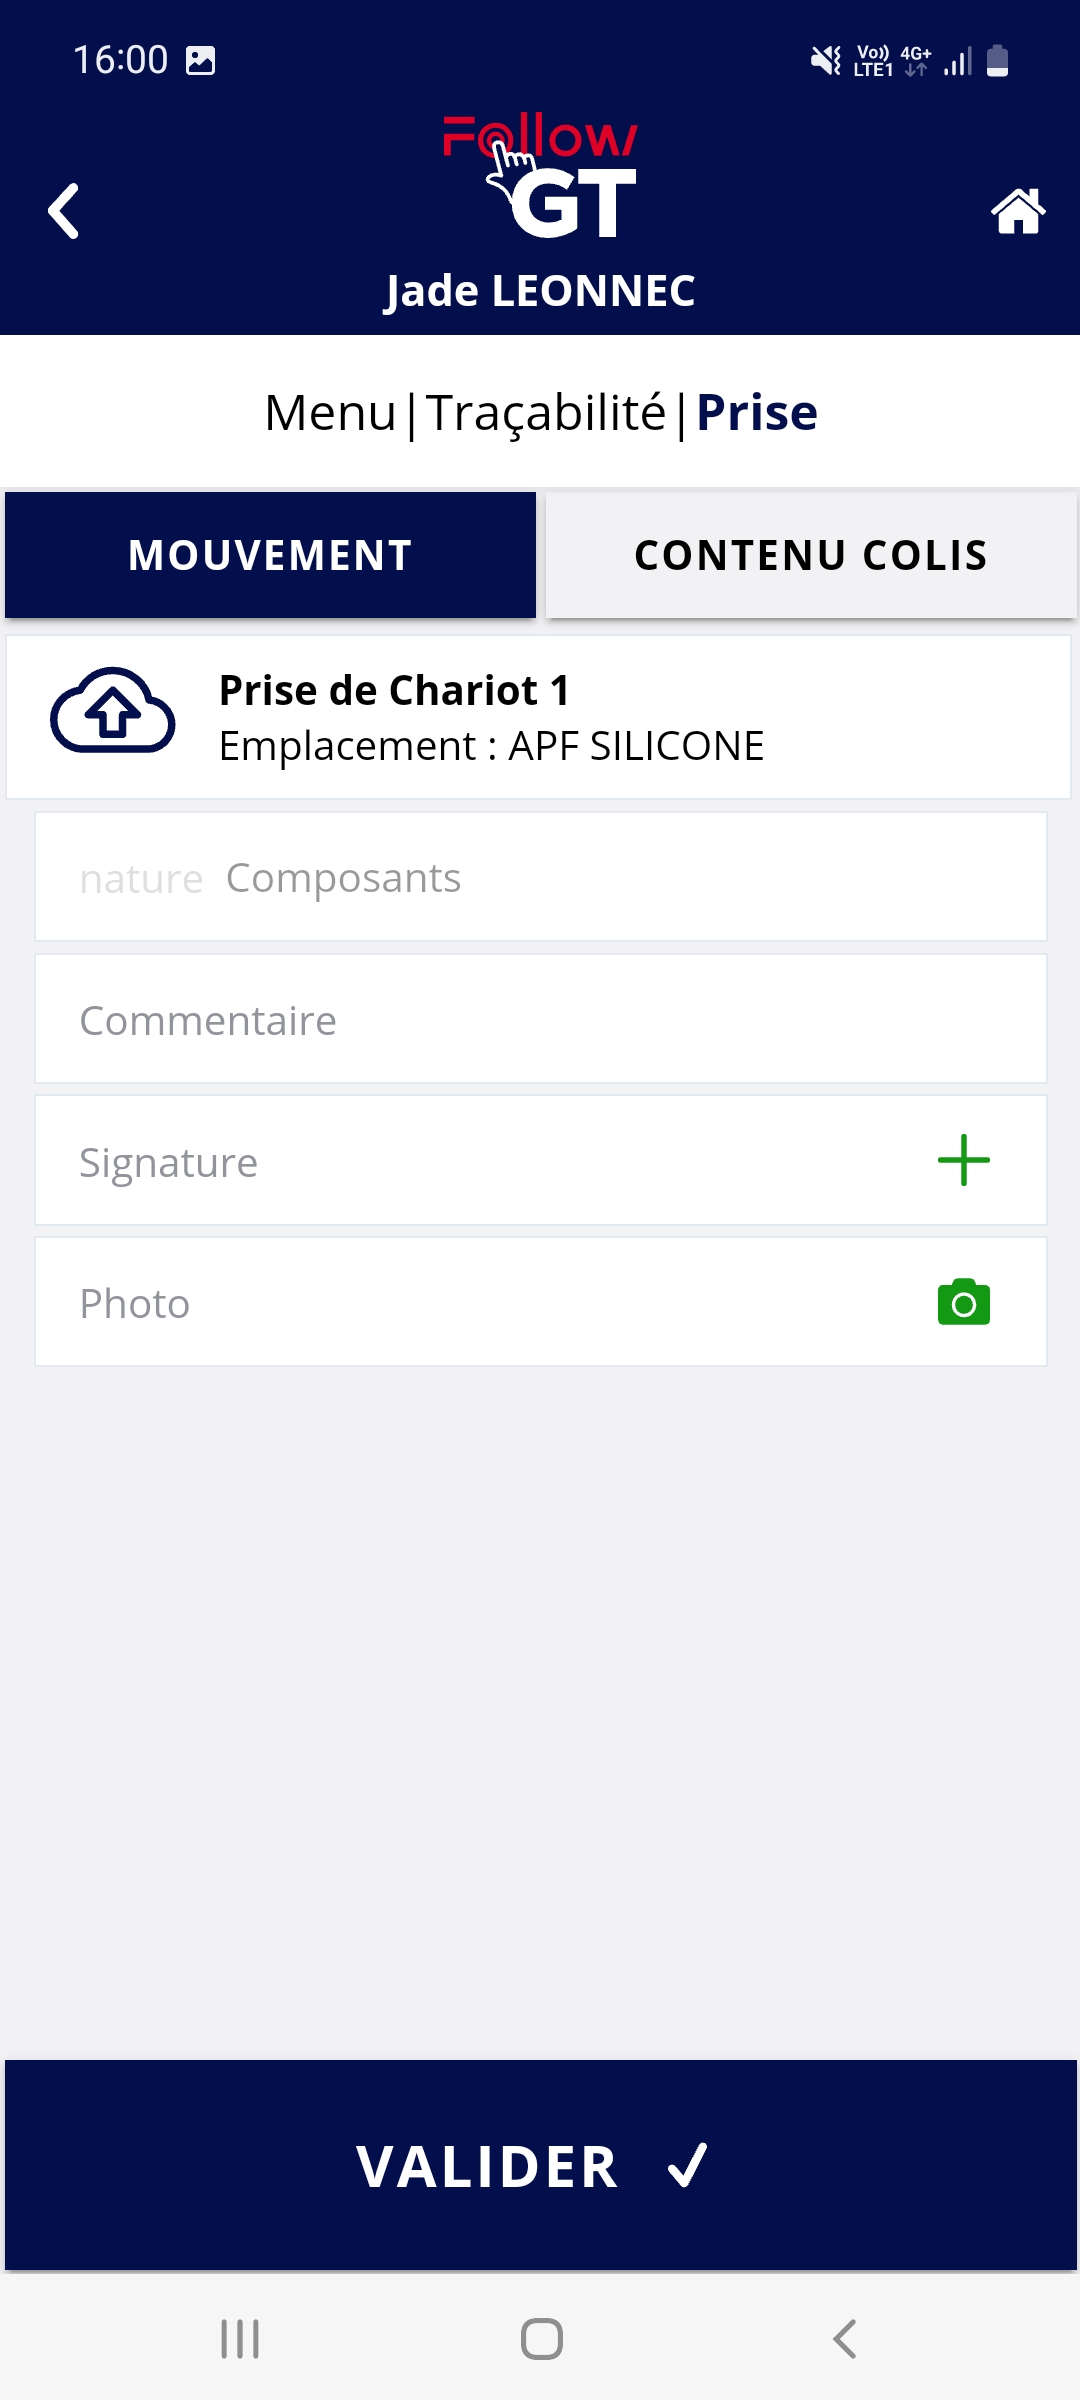 16:00 Vo)) LTE1 4G+
Follow
GT
Jade LEONNEC
Menu|Traçabilité|Prise
MOUVEMENT CONTENU COLIS
Prise de Chariot 1
Emplacement : APF SILICONE
nature Composants
Commentaire
Signature
Photo
VALIDER